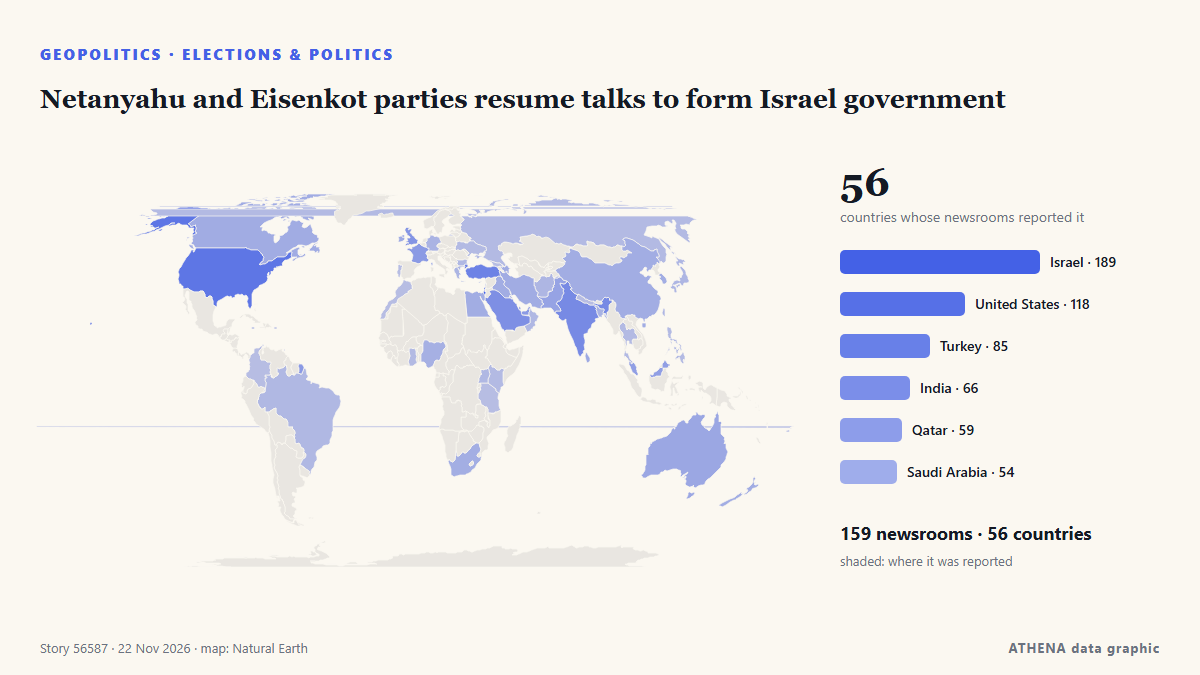 GEOPOLITICS · ELECTIONS & POLITICS
Netanyahu and Eisenkot parties resume talks to form Israel government
56
countries whose newsrooms reported it
Israel · 189
United States · 118
Turkey · 85
India · 66
Qatar · 59
Saudi Arabia · 54
159 newsrooms · 56 countries
shaded: where it was reported
Story 56587 · 22 Nov 2026 · map: Natural Earth
ATHENA data graphic